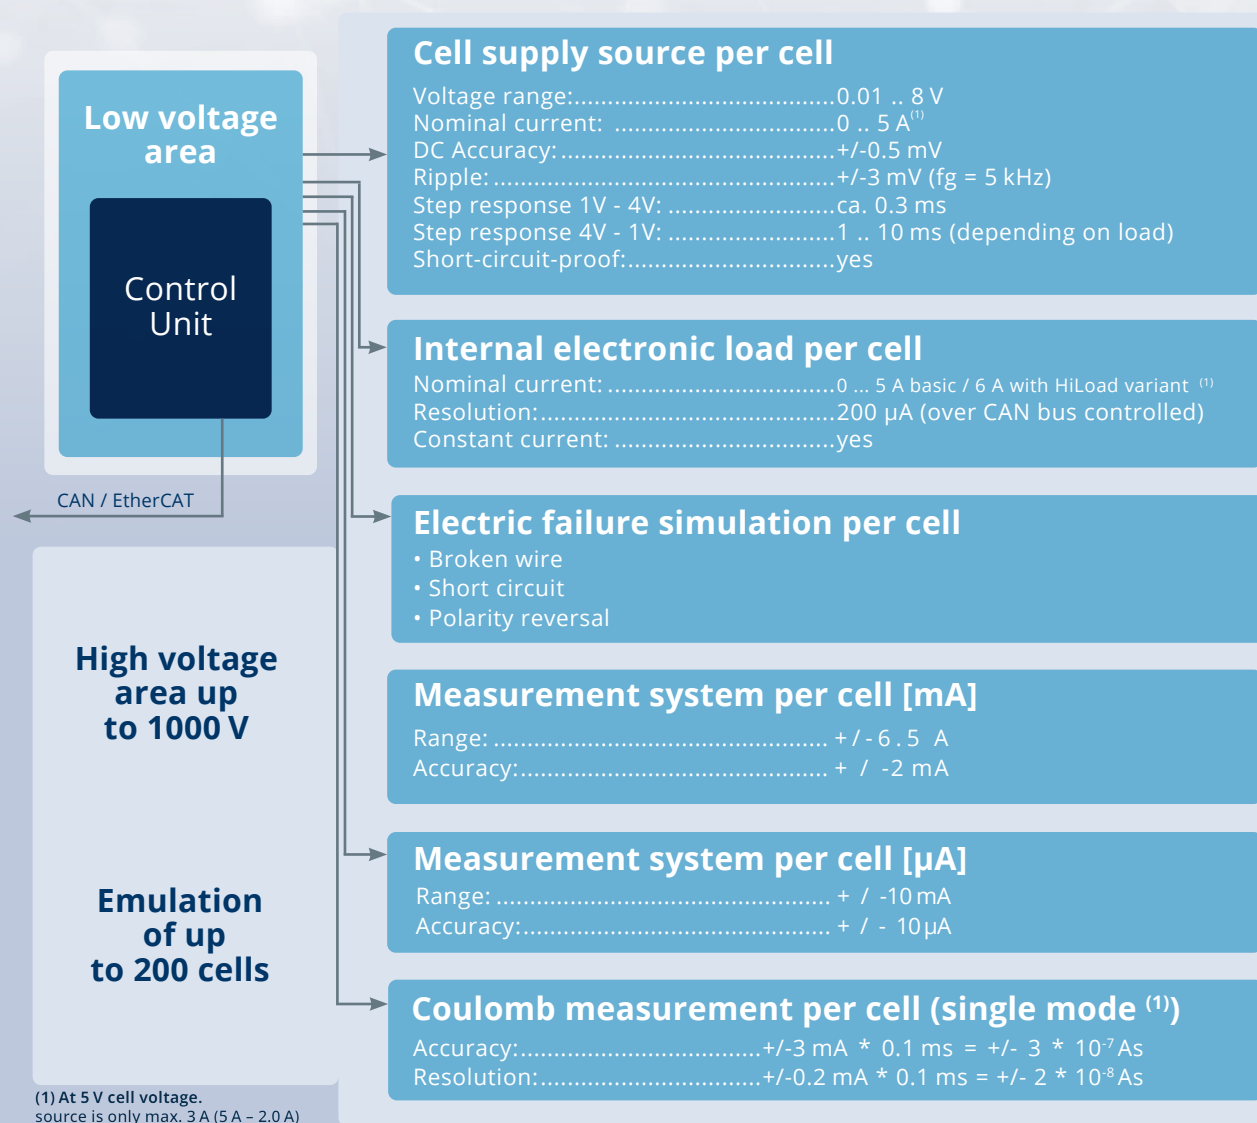 Low voltage
area
Control
Unit
CAN / EtherCAT
High voltage
area up
to 1000 V
Emulation
of up
to 200 cells
(1) At 5 V cell voltage.
source is only max. 3 A (5 A – 2.0 A)
Cell supply source per cell
Voltage range:.......................................0.01 .. 8 V
Nominal current: .................................0 .. 5 A(1)
DC Accuracy:.........................................+/-0.5 mV
Ripple:...................................................+/-3 mV (fg = 5 kHz)
Step response 1V - 4V: .........................ca. 0.3 ms
Step response 4V - 1V: .........................1 .. 10 ms (depending on load)
Short-circuit-proof:...............................yes
Internal electronic load per cell
Nominal current: ..................................0 ... 5 A basic / 6 A with HiLoad variant (1)
Resolution:............................................200 µA (over CAN bus controlled)
Constant current: .................................yes
Electric failure simulation per cell
• Broken wire
• Short circuit
• Polarity reversal
Measurement system per cell [mA]
Range: .................................................. +/-6.5 A
Accuracy:.............................................. + / -2 mA
Measurement system per cell [µA]
Range: .................................................. + / -10 mA
Accuracy:.............................................. + / - 10 µA
Coulomb measurement per cell (single mode (1))
Accuracy:....................................+/-3 mA * 0.1 ms = +/- 3 * 10-7 As
Resolution:.................................+/-0.2 mA * 0.1 ms = +/- 2 * 10-8 As